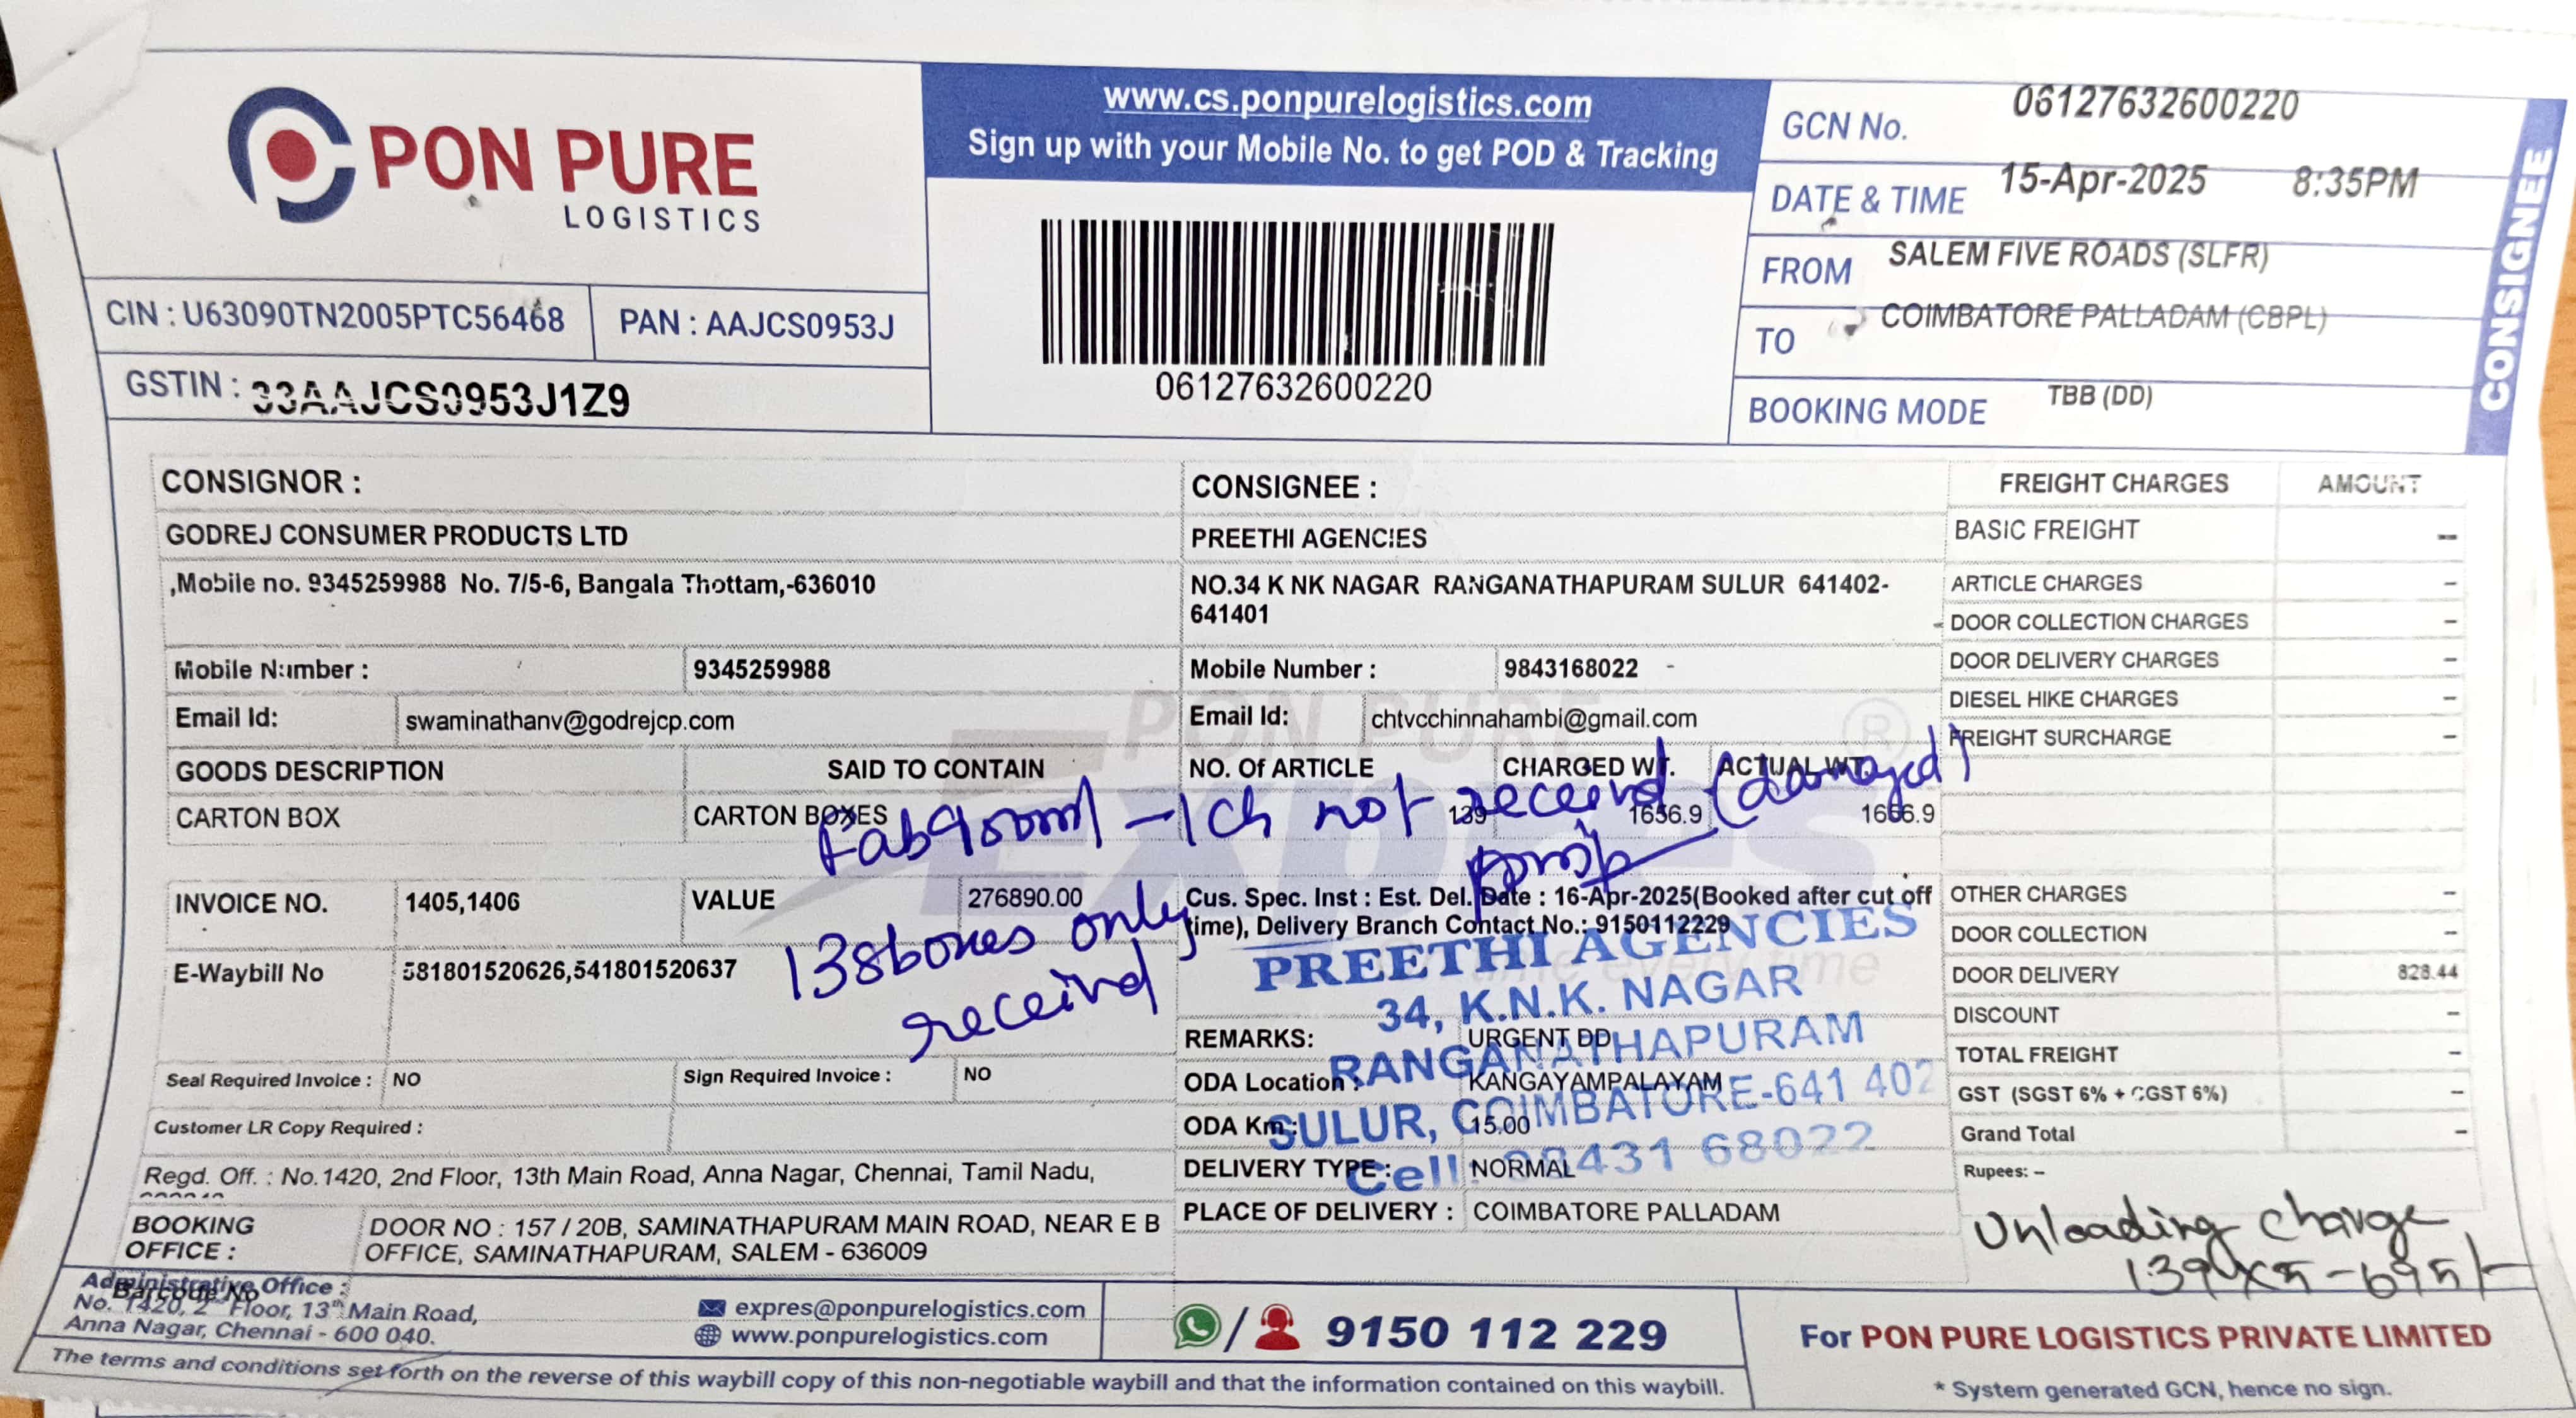 PON PURE
LOGISTICS
www.cs.ponpurelogistics.com
Sign up with your Mobile No. to get POD & Tracking
06127632600220
GCN No. 06127632600220
DATE & TIME 15-Apr-2025 8:35PM
FROM SALEM FIVE ROADS (SLFR)
TO COIMBATORE PALLADAM (CBPL)
BOOKING MODE TBB (DD)
CONSIGNEE
CIN : U63090TN2005PTC56468 PAN : AAJCS0953J
GSTIN : 33AAJCS0953J1Z9
CONSIGNOR :
GODREJ CONSUMER PRODUCTS LTD
,Mobile no. 9345259988 No. 7/5-6, Bangala Thottam,-636010
Mobile Number : 9345259988
Email Id: swaminathanv@godrejcp.com
CONSIGNEE :
PREETHI AGENCIES
NO.34 K NK NAGAR RANGANATHAPURAM SULUR 641402-
641401
Mobile Number : 9843168022 -
Email Id: chtvcchinnahambi@gmail.com
PON PURE
Expres ®
GOODS DESCRIPTION SAID TO CONTAIN NO. Of ARTICLE CHARGED WT. ACTUAL WT
CARTON BOX CARTON BOXES 139 1656.9 1656.9
Fab 900ml - 1 ch not received (damaged)
138 boxes only
received
INVOICE NO. 1405,1406 VALUE 276890.00
E-Waybill No 581801520626,541801520637
Cus. Spec. Inst : Est. Del. Date : 16-Apr-2025(Booked after cut off
time), Delivery Branch Contact No.: 9150112229
PREETHI AGENCIES
34, K.N.K. NAGAR
RANGANATHAPURAM
SULUR, COIMBATORE-641 402
Cell: 98431 68022
REMARKS: URGENT DD
ODA Location : KANGAYAMPALAYAM
ODA Km : 15.00
DELIVERY TYPE : NORMAL
PLACE OF DELIVERY : COIMBATORE PALLADAM
Seal Required Invoice : NO Sign Required Invoice : NO
Customer LR Copy Required :
Regd. Off. : No.1420, 2nd Floor, 13th Main Road, Anna Nagar, Chennai, Tamil Nadu,
BOOKING OFFICE : DOOR NO : 157 / 20B, SAMINATHAPURAM MAIN ROAD, NEAR E B
OFFICE, SAMINATHAPURAM, SALEM - 636009
FREIGHT CHARGES AMOUNT
BASIC FREIGHT --
ARTICLE CHARGES -
DOOR COLLECTION CHARGES -
DOOR DELIVERY CHARGES -
DIESEL HIKE CHARGES -
FREIGHT SURCHARGE -
OTHER CHARGES -
DOOR COLLECTION -
DOOR DELIVERY 828.44
DISCOUNT -
TOTAL FREIGHT -
GST (SGST 6% + CGST 6%) -
Grand Total -
Rupees: -
Unloading charge
139 x 5 - 695/-
Administrative Office :
Barcode No
No. 1420, 2nd Floor, 13th Main Road,
Anna Nagar, Chennai - 600 040.
expres@ponpurelogistics.com
www.ponpurelogistics.com
9150 112 229
For PON PURE LOGISTICS PRIVATE LIMITED
* System generated GCN, hence no sign.
The terms and conditions set forth on the reverse of this waybill copy of this non-negotiable waybill and that the information contained on this waybill.